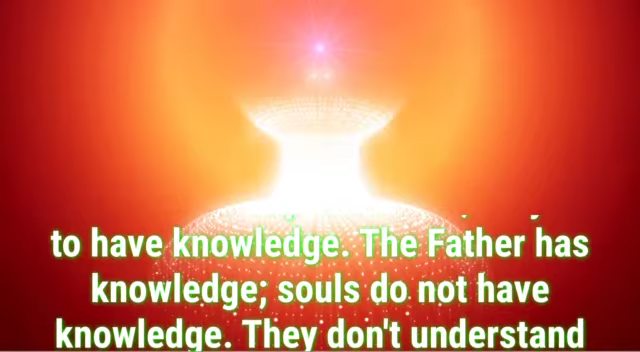 to have knowledge. The Father has
knowledge; souls do not have
knowledge. They don't understand